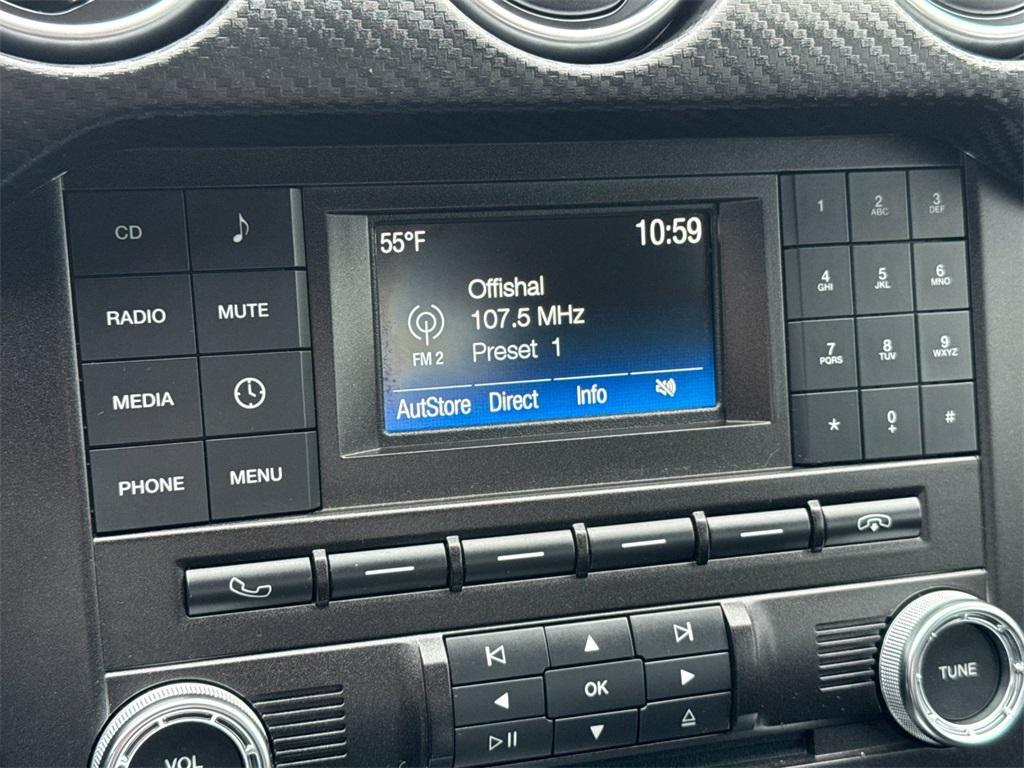 55°F 10:59
Offishal
107.5 MHz
FM 2 Preset 1
AutStore Direct Info
CD
RADIO MUTE
MEDIA
PHONE MENU
1 2 ABC 3 DEF
4 GHI 5 JKL 6 MNO
7 PQRS 8 TUV 9 WXYZ
* 0 + #
OK
VOL
TUNE